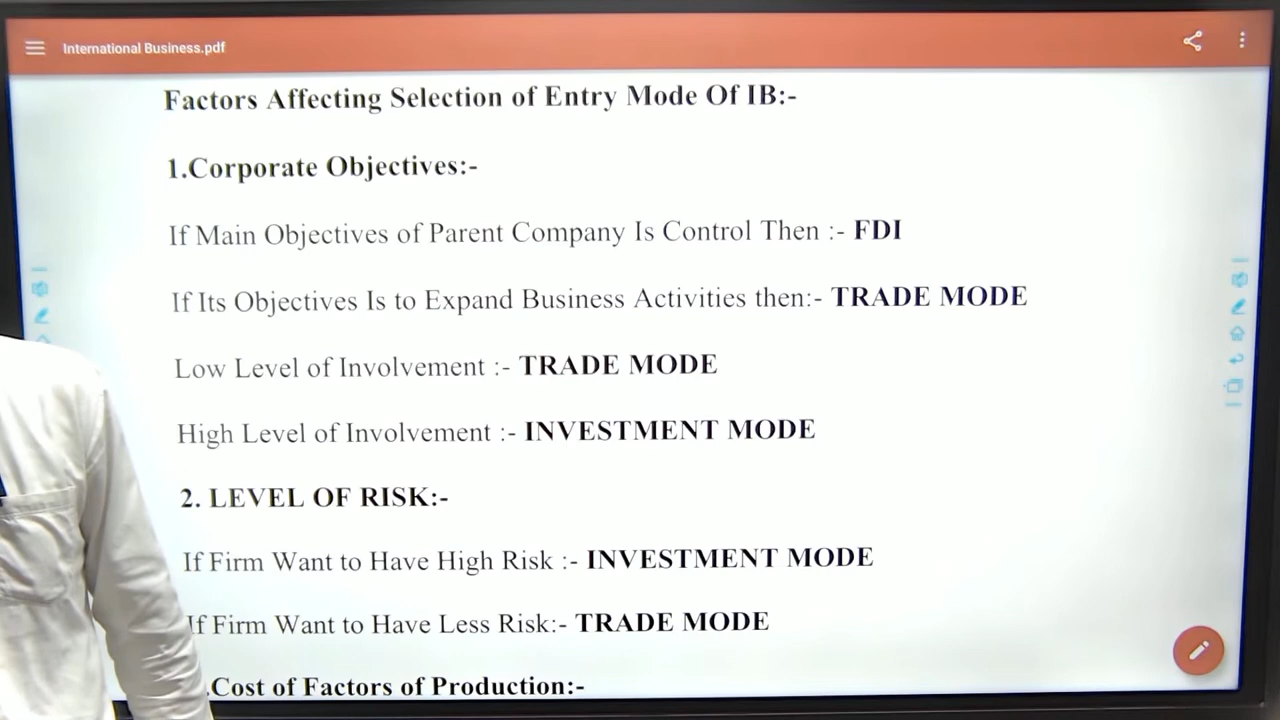 International Business.pdf
Factors Affecting Selection of Entry Mode Of IB:-
1.Corporate Objectives:-
If Main Objectives of Parent Company Is Control Then :- FDI
If Its Objectives Is to Expand Business Activities then:- TRADE MODE
Low Level of Involvement :- TRADE MODE
High Level of Involvement :- INVESTMENT MODE
2. LEVEL OF RISK:-
If Firm Want to Have High Risk :- INVESTMENT MODE
If Firm Want to Have Less Risk:- TRADE MODE
.Cost of Factors of Production:-